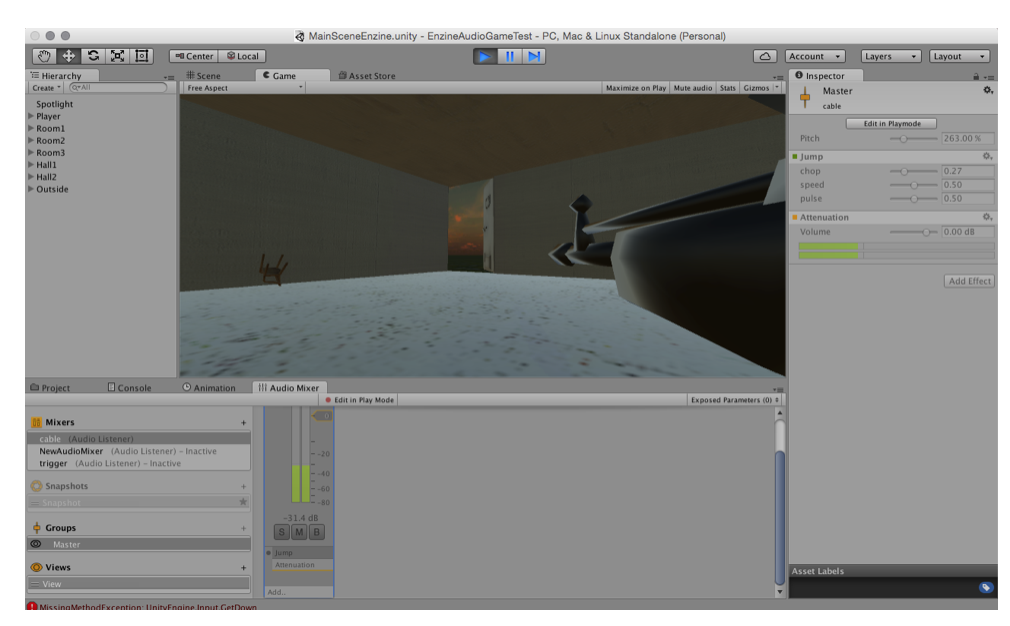 MainSceneEnzine.unity - EnzineAudioGameTest - PC, Mac & Linux Standalone (Personal)
Center Local Account Layers Layout
Hierarchy Scene Game Asset Store Inspector
Create All Free Aspect Maximize on Play Mute audio Stats Gizmos
Master
cable
Spotlight
Player
Room1
Room2
Room3
Hall1
Hall2
Outside
Edit in Playmode
Pitch 263.00 %
Jump
chop 0.27
speed 0.50
pulse 0.50
Attenuation
Volume 0.00 dB
Add Effect
Project Console Animation Audio Mixer
Edit in Play Mode Exposed Parameters (0)
Mixers +
cable (Audio Listener)
NewAudioMixer (Audio Listener) - Inactive
trigger (Audio Listener) - Inactive
Snapshots +
Snapshot
Groups +
Master
Views +
View
-20
-40
-60
-80
-31.4 dB
S M B
Jump
Attenuation
Add..
Asset Labels
MissingMethodException: UnityEngine.Input.GetDown